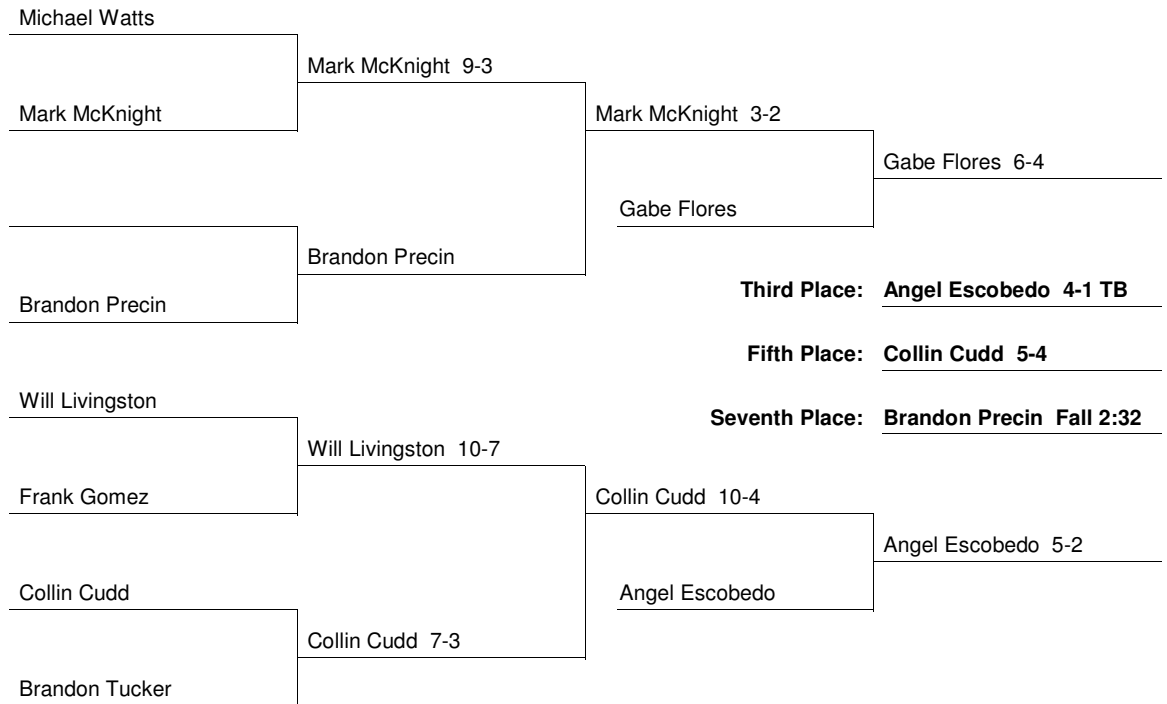 Michael Watts
Mark McKnight 9-3
Mark McKnight
Mark McKnight 3-2
Gabe Flores 6-4
Gabe Flores
Brandon Precin
Third Place: Angel Escobedo 4-1 TB
Brandon Precin
Fifth Place: Collin Cudd 5-4
Will Livingston
Seventh Place: Brandon Precin Fall 2:32
Will Livingston 10-7
Frank Gomez
Collin Cudd 10-4
Angel Escobedo 5-2
Collin Cudd
Angel Escobedo
Collin Cudd 7-3
Brandon Tucker